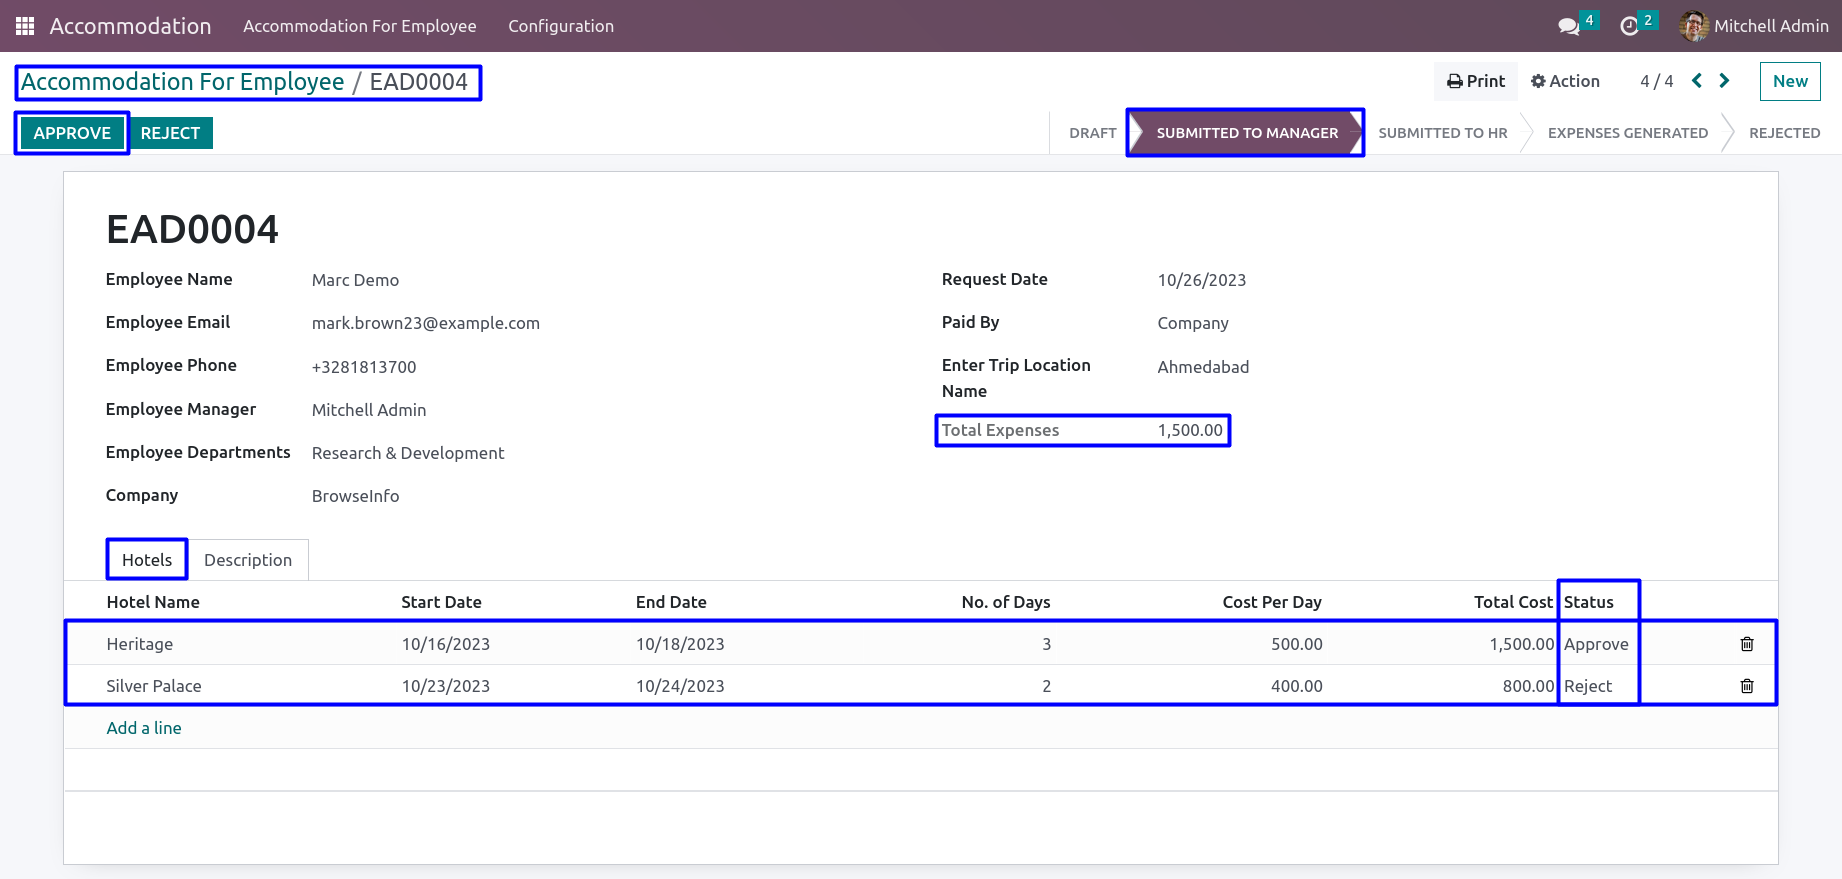 Accommodation Accommodation For Employee Configuration 4 2 Mitchell Admin
Accommodation For Employee / EAD0004 Print Action 4 / 4 New
APPROVE REJECT DRAFT SUBMITTED TO MANAGER SUBMITTED TO HR EXPENSES GENERATED REJECTED
EAD0004
Employee Name Marc Demo
Employee Email mark.brown23@example.com
Employee Phone +3281813700
Employee Manager Mitchell Admin
Employee Departments Research & Development
Company BrowseInfo
Request Date 10/26/2023
Paid By Company
Enter Trip Location Ahmedabad
Name
Total Expenses 1,500.00
Hotels Description
Hotel Name Start Date End Date No. of Days Cost Per Day Total Cost Status
Heritage 10/16/2023 10/18/2023 3 500.00 1,500.00 Approve
Silver Palace 10/23/2023 10/24/2023 2 400.00 800.00 Reject
Add a line